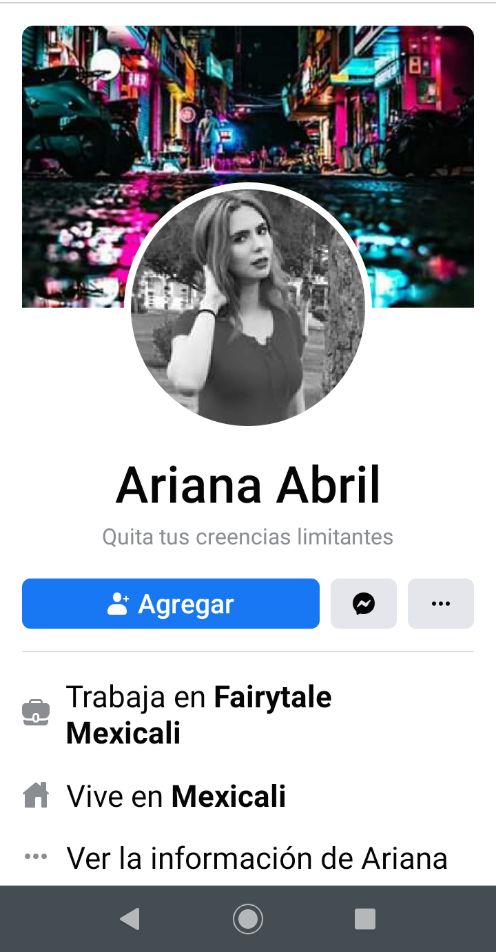 Ariana Abril
Quita tus creencias limitantes
Agregar
Trabaja en Fairytale
Mexicali
Vive en Mexicali
Ver la información de Ariana